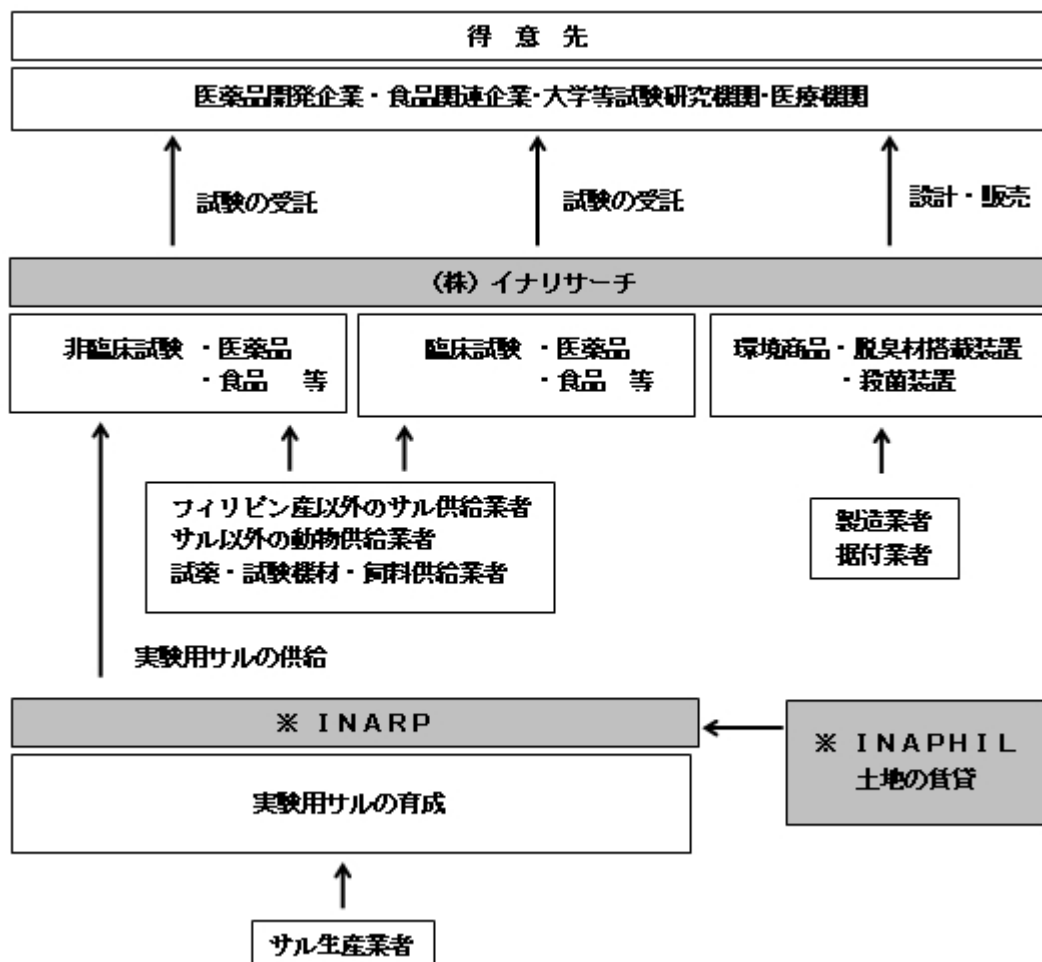 得 意 先
医薬品開発企業・食品関連企業・大学等試験研究機関・医療機関
試験の受託
試験の受託
設計・販売
(株)イナリサーチ
非臨床試験 ・医薬品
・食品 等
臨床試験 ・医薬品
・食品 等
環境商品・脱臭材搭載装置
・殺菌装置
フィリピン産以外のサル供給業者
サル以外の動物供給業者
試薬・試験機材・飼料供給業者
製造業者
据付業者
実験用サルの供給
※ INARP
※ INAPHIL
土地の賃貸
実験用サルの育成
サル生産業者